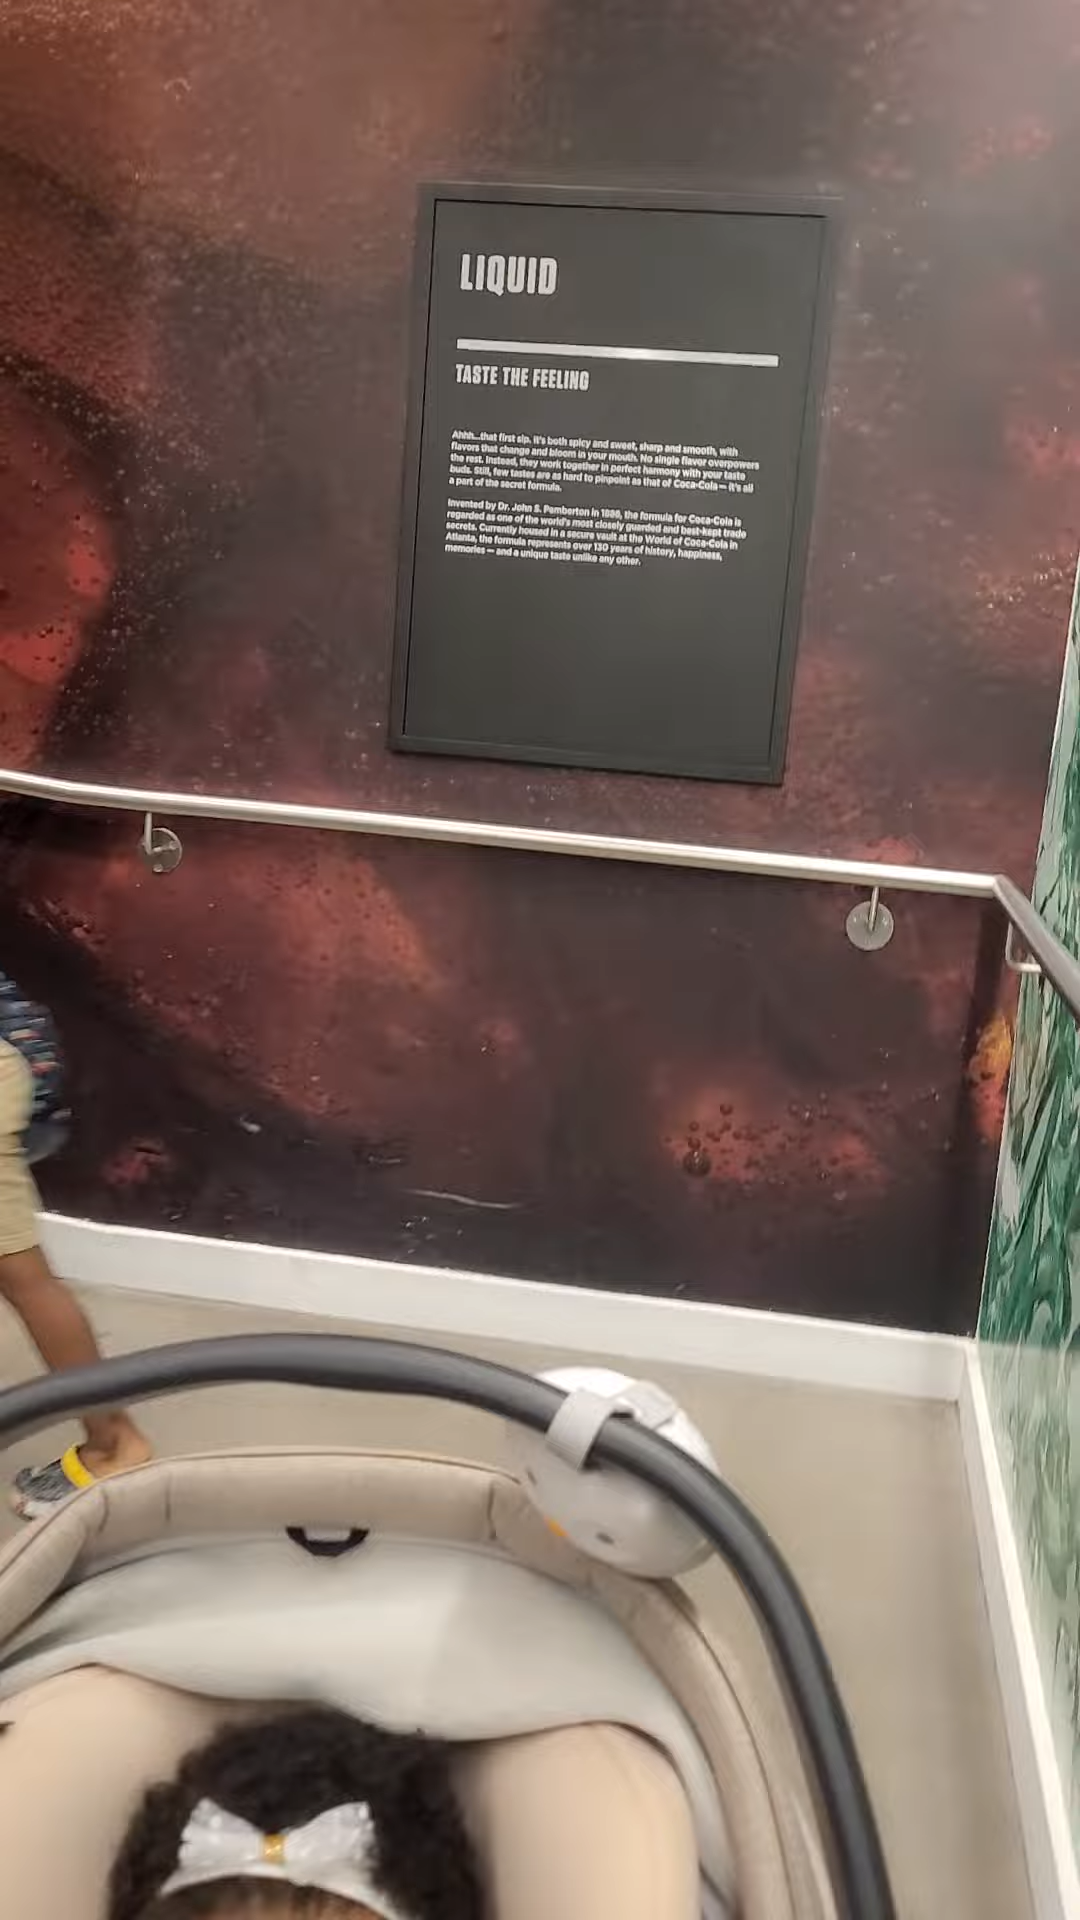 LIQUID
TASTE THE FEELING
Ahhh...that first sip. It's both spicy and sweet, sharp and smooth, with
flavors that change and bloom in your mouth. No single flavor overpowers
the rest. Instead, they work together in perfect harmony with your taste
buds. Still, few tastes are as hard to pinpoint as that of Coca-Cola — it's all
a part of the secret formula.
Invented by Dr. John S. Pemberton in 1886, the formula for Coca-Cola is
regarded as one of the world's most closely guarded and best-kept trade
secrets. Currently housed in a secure vault at the World of Coca-Cola in
Atlanta, the formula represents over 130 years of history, happiness,
memories — and a unique taste unlike any other.